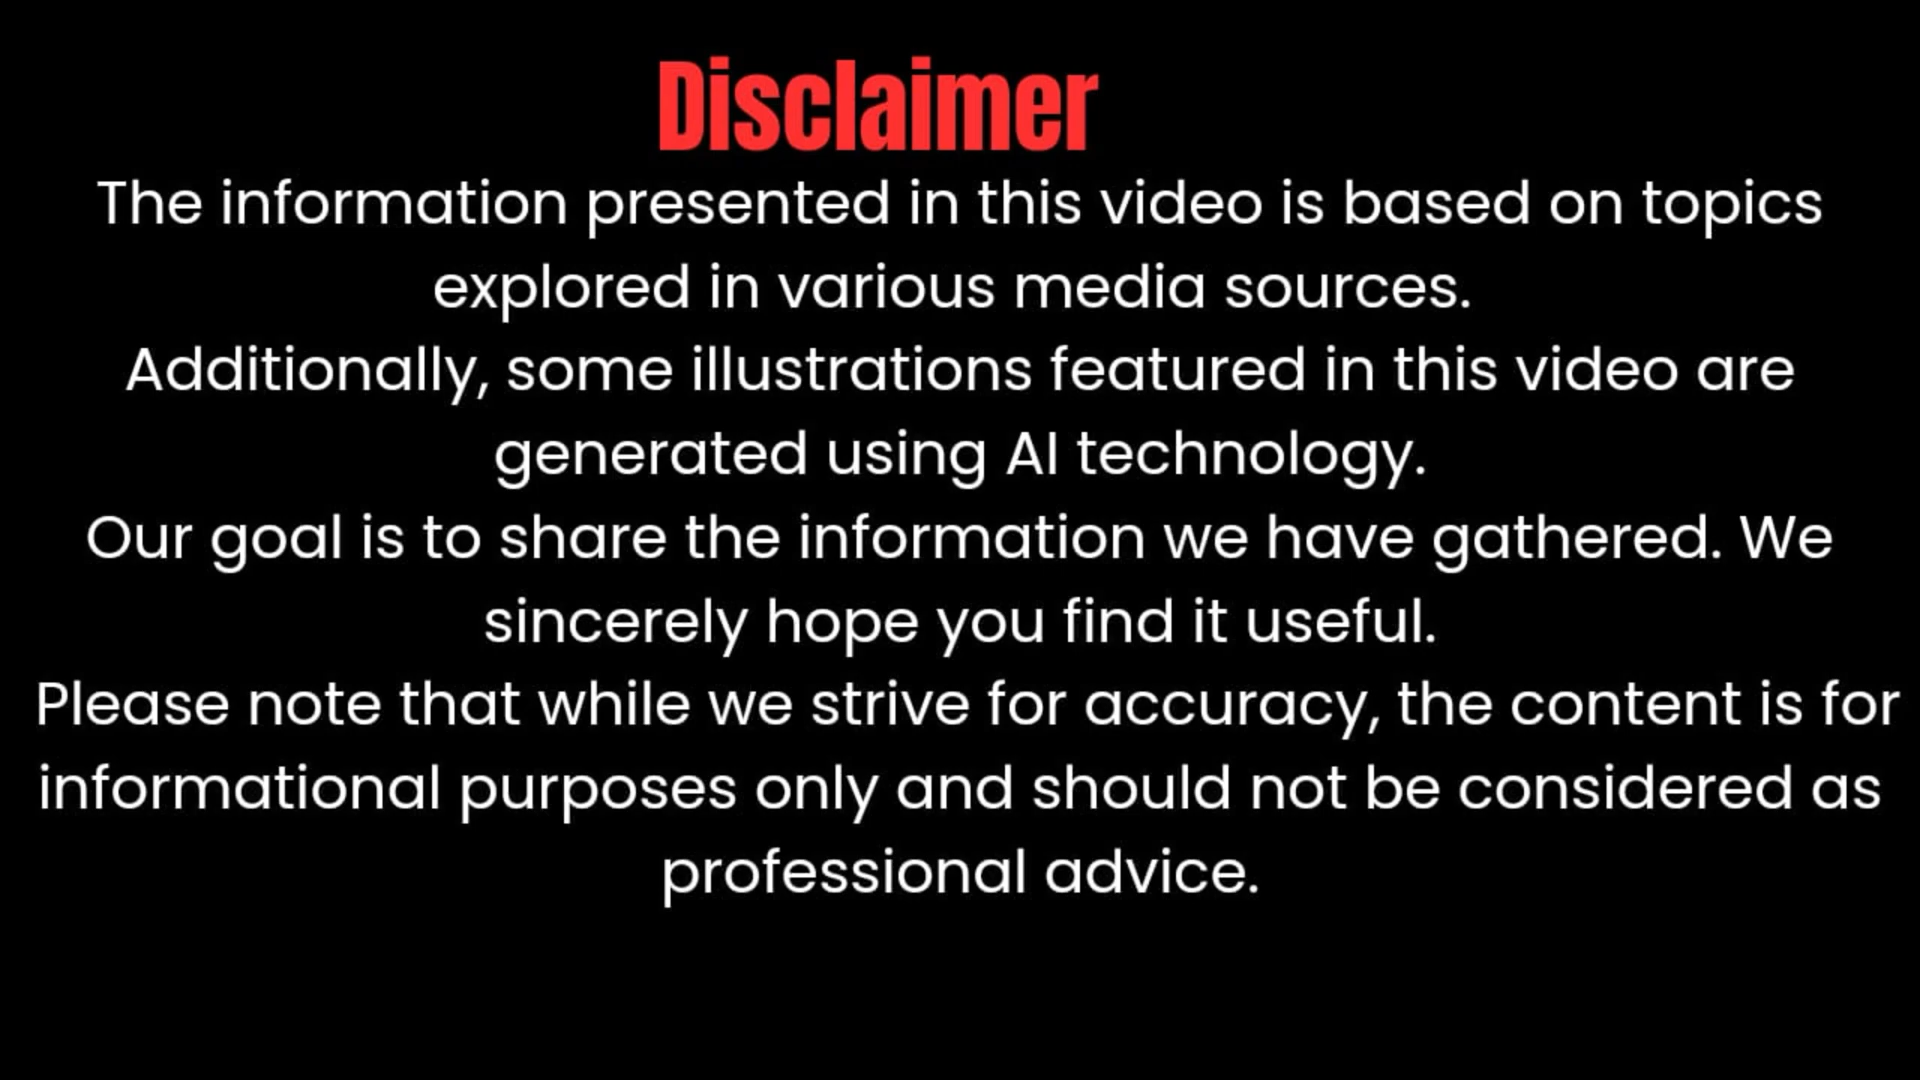 Disclaimer
The information presented in this video is based on topics
explored in various media sources.
Additionally, some illustrations featured in this video are
generated using AI technology.
Our goal is to share the information we have gathered. We
sincerely hope you find it useful.
Please note that while we strive for accuracy, the content is for
informational purposes only and should not be considered as
professional advice.